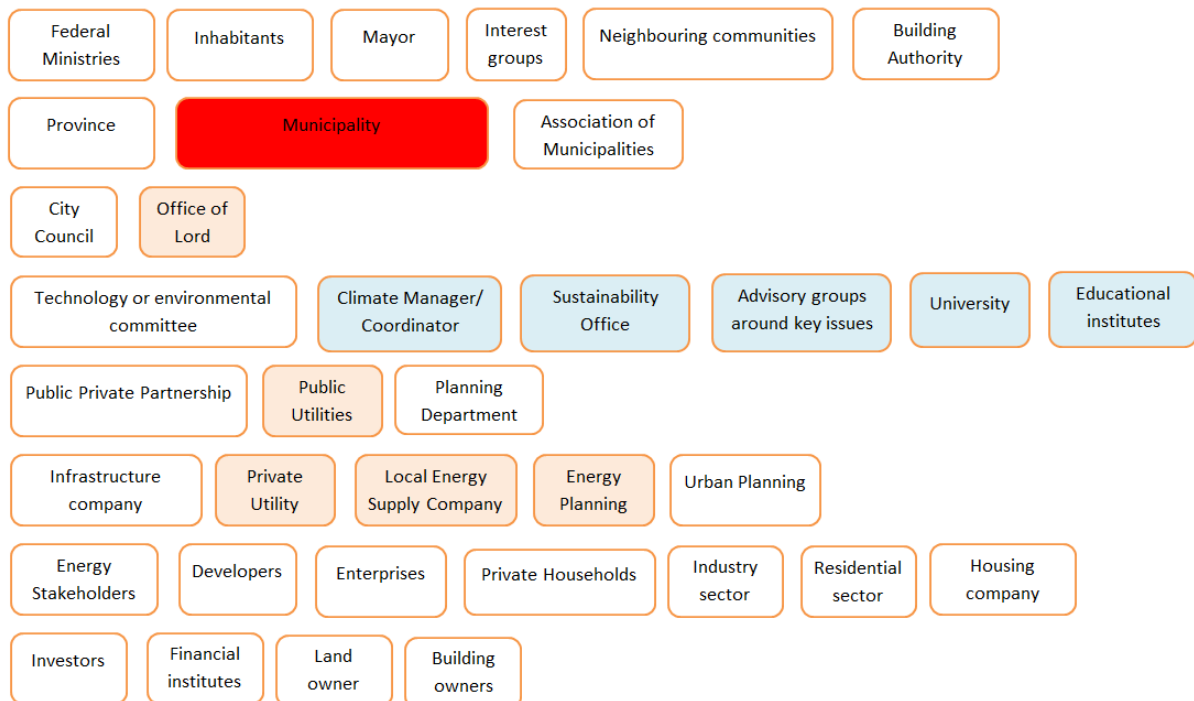 Federal
Ministries
Inhabitants
Mayor
Interest
groups
Neighbouring communities
Building
Authority
Province
Municipality
Association of
Municipalities
City
Council
Office of
Lord
Technology or environmental
committee
Climate Manager/
Coordinator
Sustainability
Office
Advisory groups
around key issues
University
Educational
institutes
Public Private Partnership
Public
Utilities
Planning
Department
Infrastructure
company
Private
Utility
Local Energy
Supply Company
Energy
Planning
Urban Planning
Energy
Stakeholders
Developers
Enterprises
Private Households
Industry
sector
Residential
sector
Housing
company
Investors
Financial
institutes
Land
owner
Building
owners